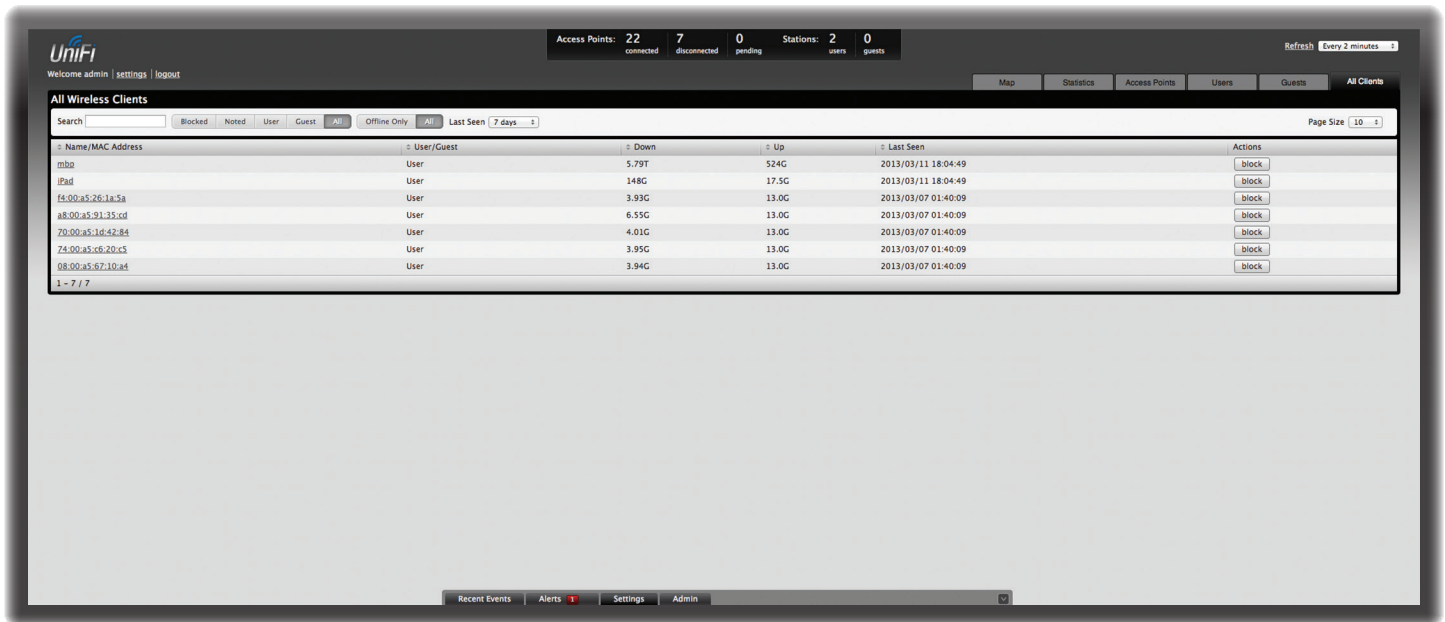 UniFi
Access Points: 22 connected 7 disconnected 0 pending Stations: 2 users 0 guests
Refresh Every 2 minutes
Welcome admin | settings | logout
Map Statistics Access Points Users Guests All Clients
All Wireless Clients
Search Blocked Noted User Guest All Offline Only All Last Seen 7 days Page Size 10
Name/MAC Address User/Guest Down Up Last Seen Actions
mbp User 5.79T 524G 2013/03/11 18:04:49 block
iPad User 148G 17.5G 2013/03/11 18:04:49 block
f4:00:a5:26:1a:5a User 3.93G 13.0G 2013/03/07 01:40:09 block
a8:00:a5:91:35:cd User 6.55G 13.0G 2013/03/07 01:40:09 block
70:00:a5:1d:42:84 User 4.01G 13.0G 2013/03/07 01:40:09 block
74:00:a5:c6:20:c5 User 3.95G 13.0G 2013/03/07 01:40:09 block
08:00:a5:67:10:a4 User 3.94G 13.0G 2013/03/07 01:40:09 block
1 - 7 / 7
Recent Events Alerts 1 Settings Admin